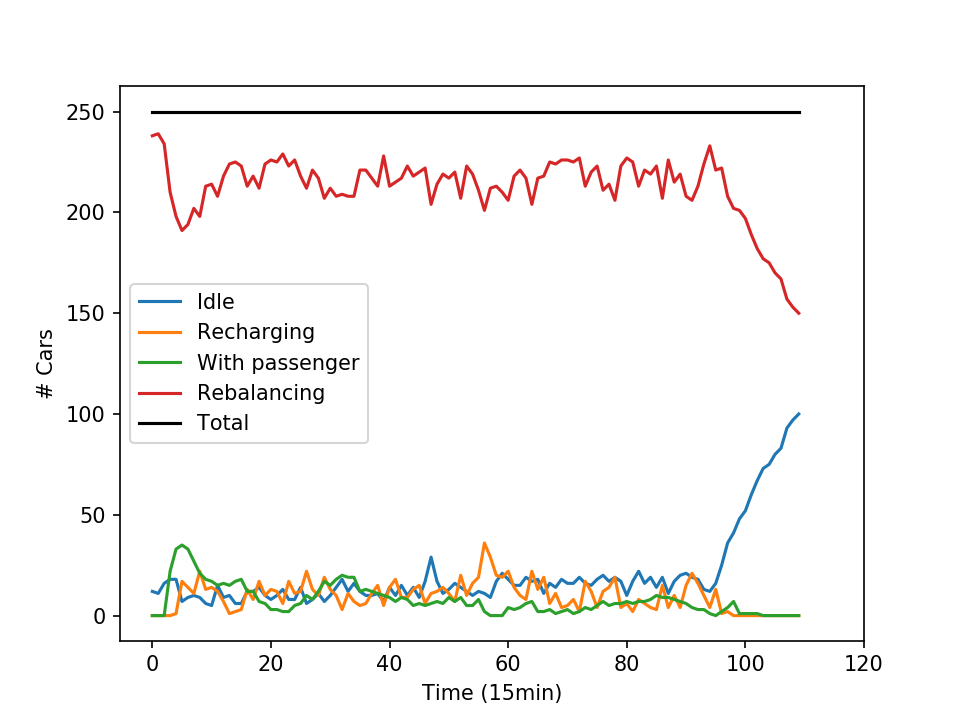 250
200
150
100
50
0
# Cars
Idle
Recharging
With passenger
Rebalancing
Total
0 20 40 60 80 100 120
Time (15min)